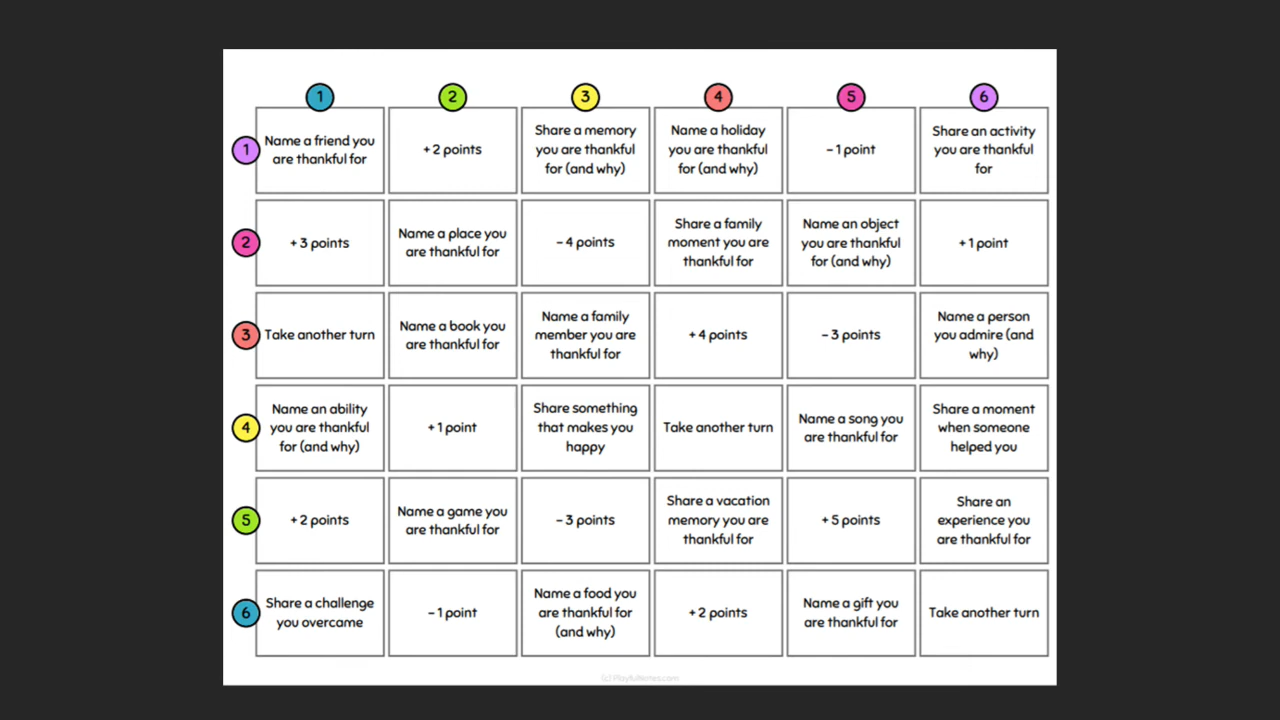 1 2 3 4 5 6
1
Name a friend you
are thankful for
+ 2 points
Share a memory
you are thankful
for (and why)
Name a holiday
you are thankful
for (and why)
– 1 point
Share an activity
you are thankful
for
2
+ 3 points
Name a place you
are thankful for
– 4 points
Share a family
moment you are
thankful for
Name an object
you are thankful
for (and why)
+ 1 point
3
Take another turn
Name a book you
are thankful for
Name a family
member you are
thankful for
+ 4 points
– 3 points
Name a person
you admire (and
why)
4
Name an ability
you are thankful
for (and why)
+ 1 point
Share something
that makes you
happy
Take another turn
Name a song you
are thankful for
Share a moment
when someone
helped you
5
+ 2 points
Name a game you
are thankful for
– 3 points
Share a vacation
memory you are
thankful for
+ 5 points
Share an
experience you
are thankful for
6
Share a challenge
you overcame
– 1 point
Name a food you
are thankful for
(and why)
+ 2 points
Name a gift you
are thankful for
Take another turn
(c) PlayfulNotes.com